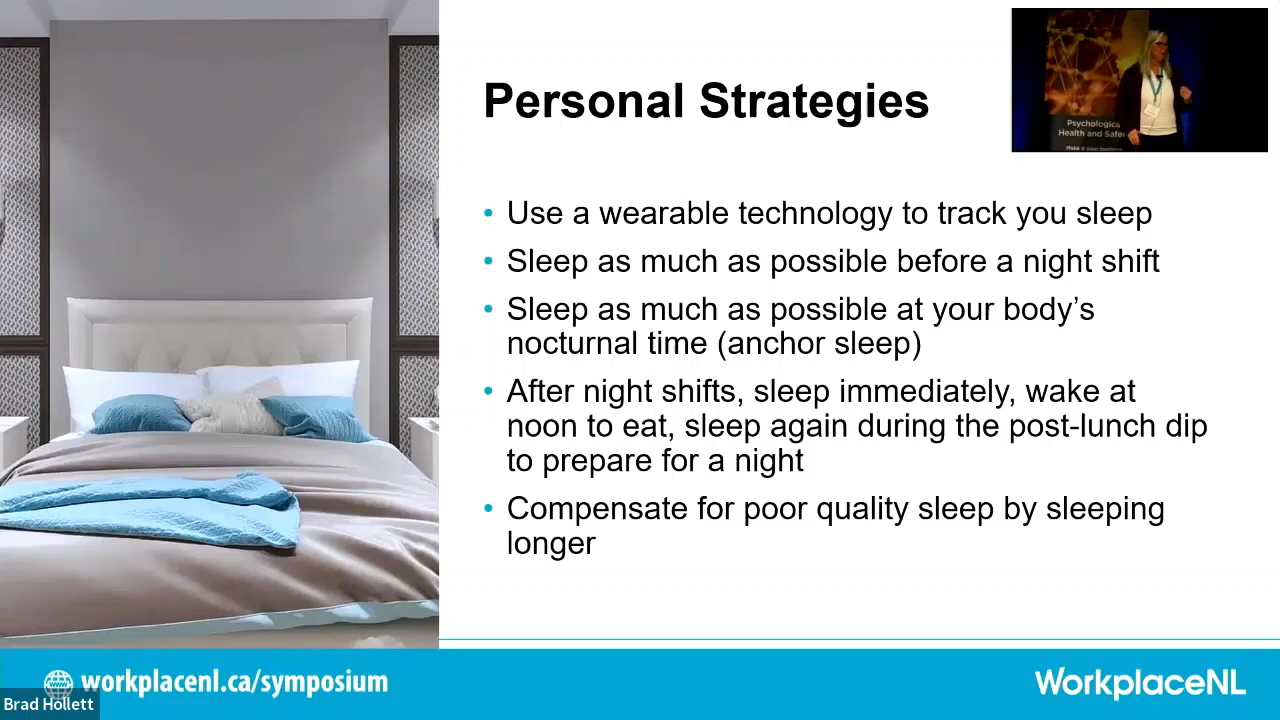 Personal Strategies
Psychological
Health and Safe
• Use a wearable technology to track you sleep
• Sleep as much as possible before a night shift
• Sleep as much as possible at your body's
nocturnal time (anchor sleep)
• After night shifts, sleep immediately, wake at
noon to eat, sleep again during the post-lunch dip
to prepare for a night
• Compensate for poor quality sleep by sleeping
longer
www
workplacenl.ca/symposium
WorkplaceNL
Brad Hollett